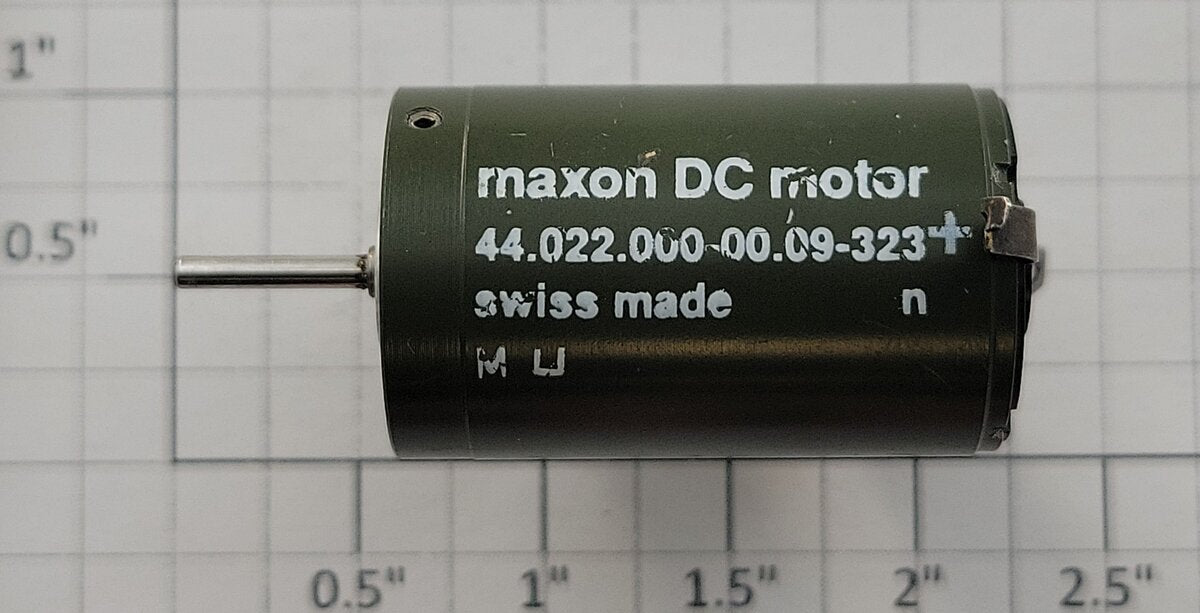 1"
maxon DC motor
0.5"
44.022.000-00.09-323+
swiss made n
M
0.5" 1" 1.5" 2" 2.5"